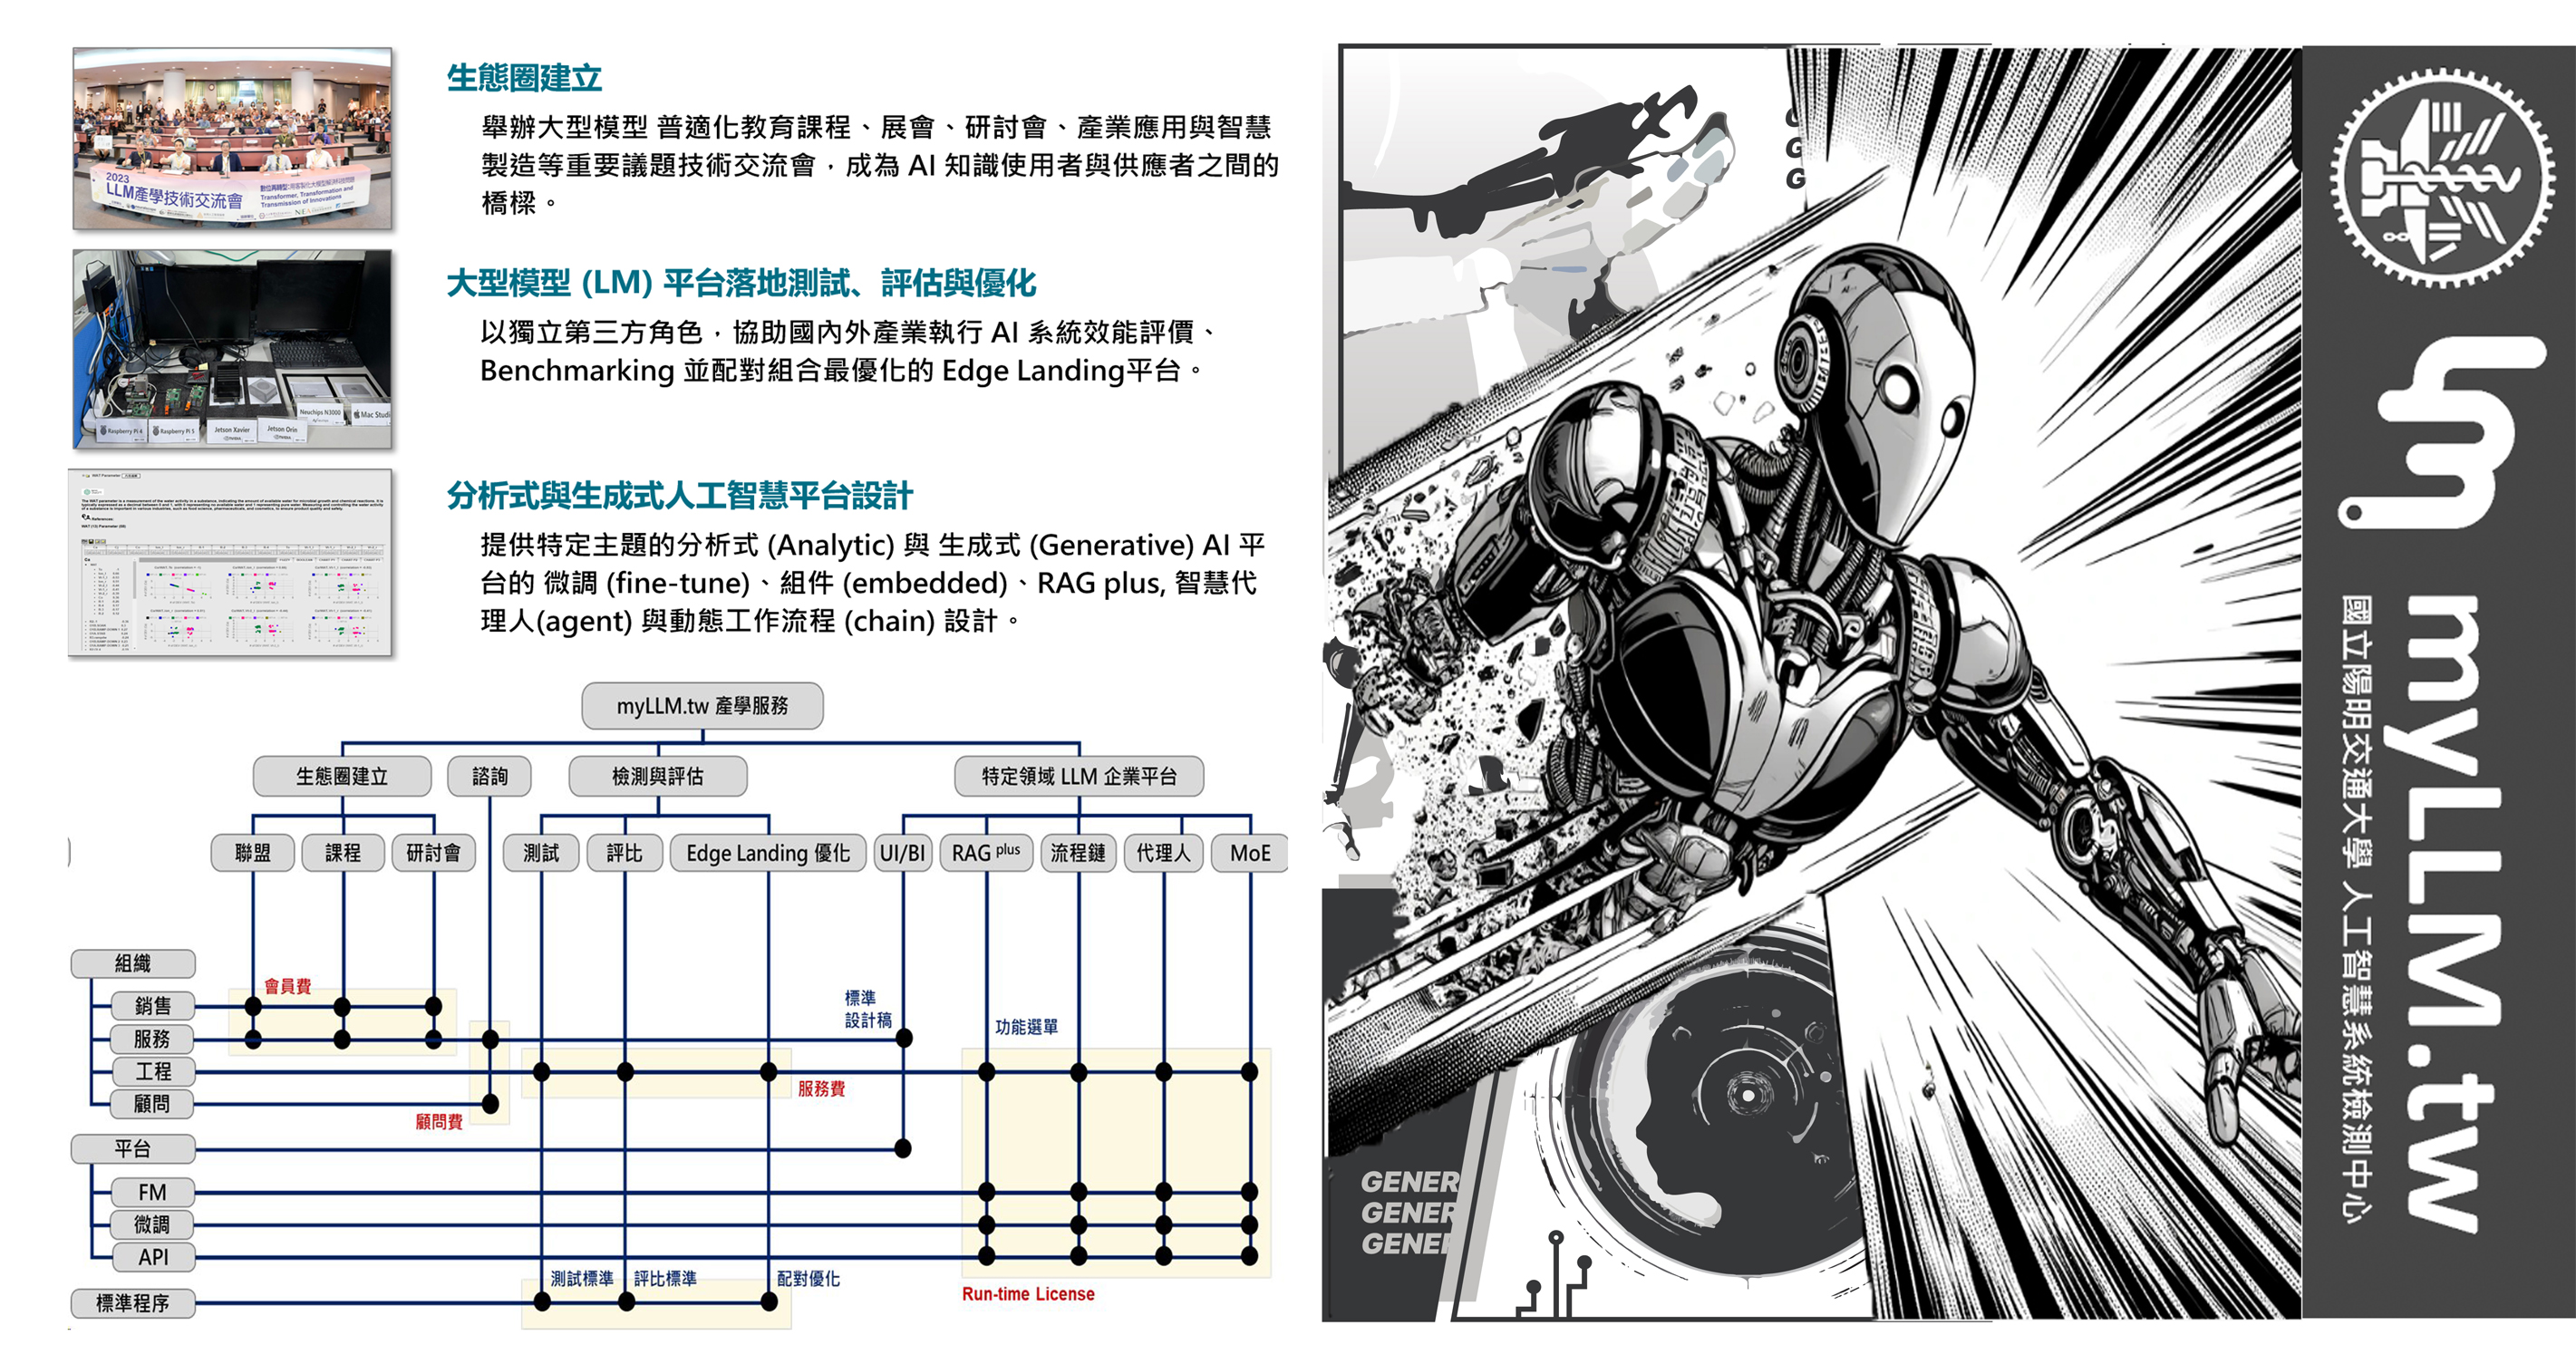 2023
LLM產學技術交流會
Transformer, Transformation and
Transmission of Innovations
生態圈建立
舉辦大型模型 普適化教育課程、展會、研討會、產業應用與智慧
製造等重要議題技術交流會，成為 AI 知識使用者與供應者之間的
橋樑。
Raspberry Pi 4
Raspberry Pi 5
Jetson Xavier
Jetson Orin
Neuchips N3000
Mac Studi
大型模型 (LM) 平台落地測試、評估與優化
以獨立第三方角色，協助國內外產業執行 AI 系統效能評價、
Benchmarking 並配對組合最優化的 Edge Landing平台。
分析式與生成式人工智慧平台設計
提供特定主題的分析式 (Analytic) 與 生成式 (Generative) AI 平
台的 微調 (fine-tune)、組件 (embedded)、RAG plus, 智慧代
理人(agent) 與動態工作流程 (chain) 設計。
myLLM.tw 產學服務
生態圈建立
諮詢
檢測與評估
特定領域 LLM 企業平台
聯盟
課程
研討會
測試
評比
Edge Landing 優化
UI/BI
RAG plus
流程鏈
代理人
MoE
組織
銷售
服務
工程
顧問
平台
FM
微調
API
標準程序
會員費
顧問費
服務費
標準
設計稿
功能選單
測試標準
評比標準
配對優化
Run-time License
G
G
GENER
GENER
GENER
myLLM.tw
國立陽明交通大學 人工智慧系統檢測中心